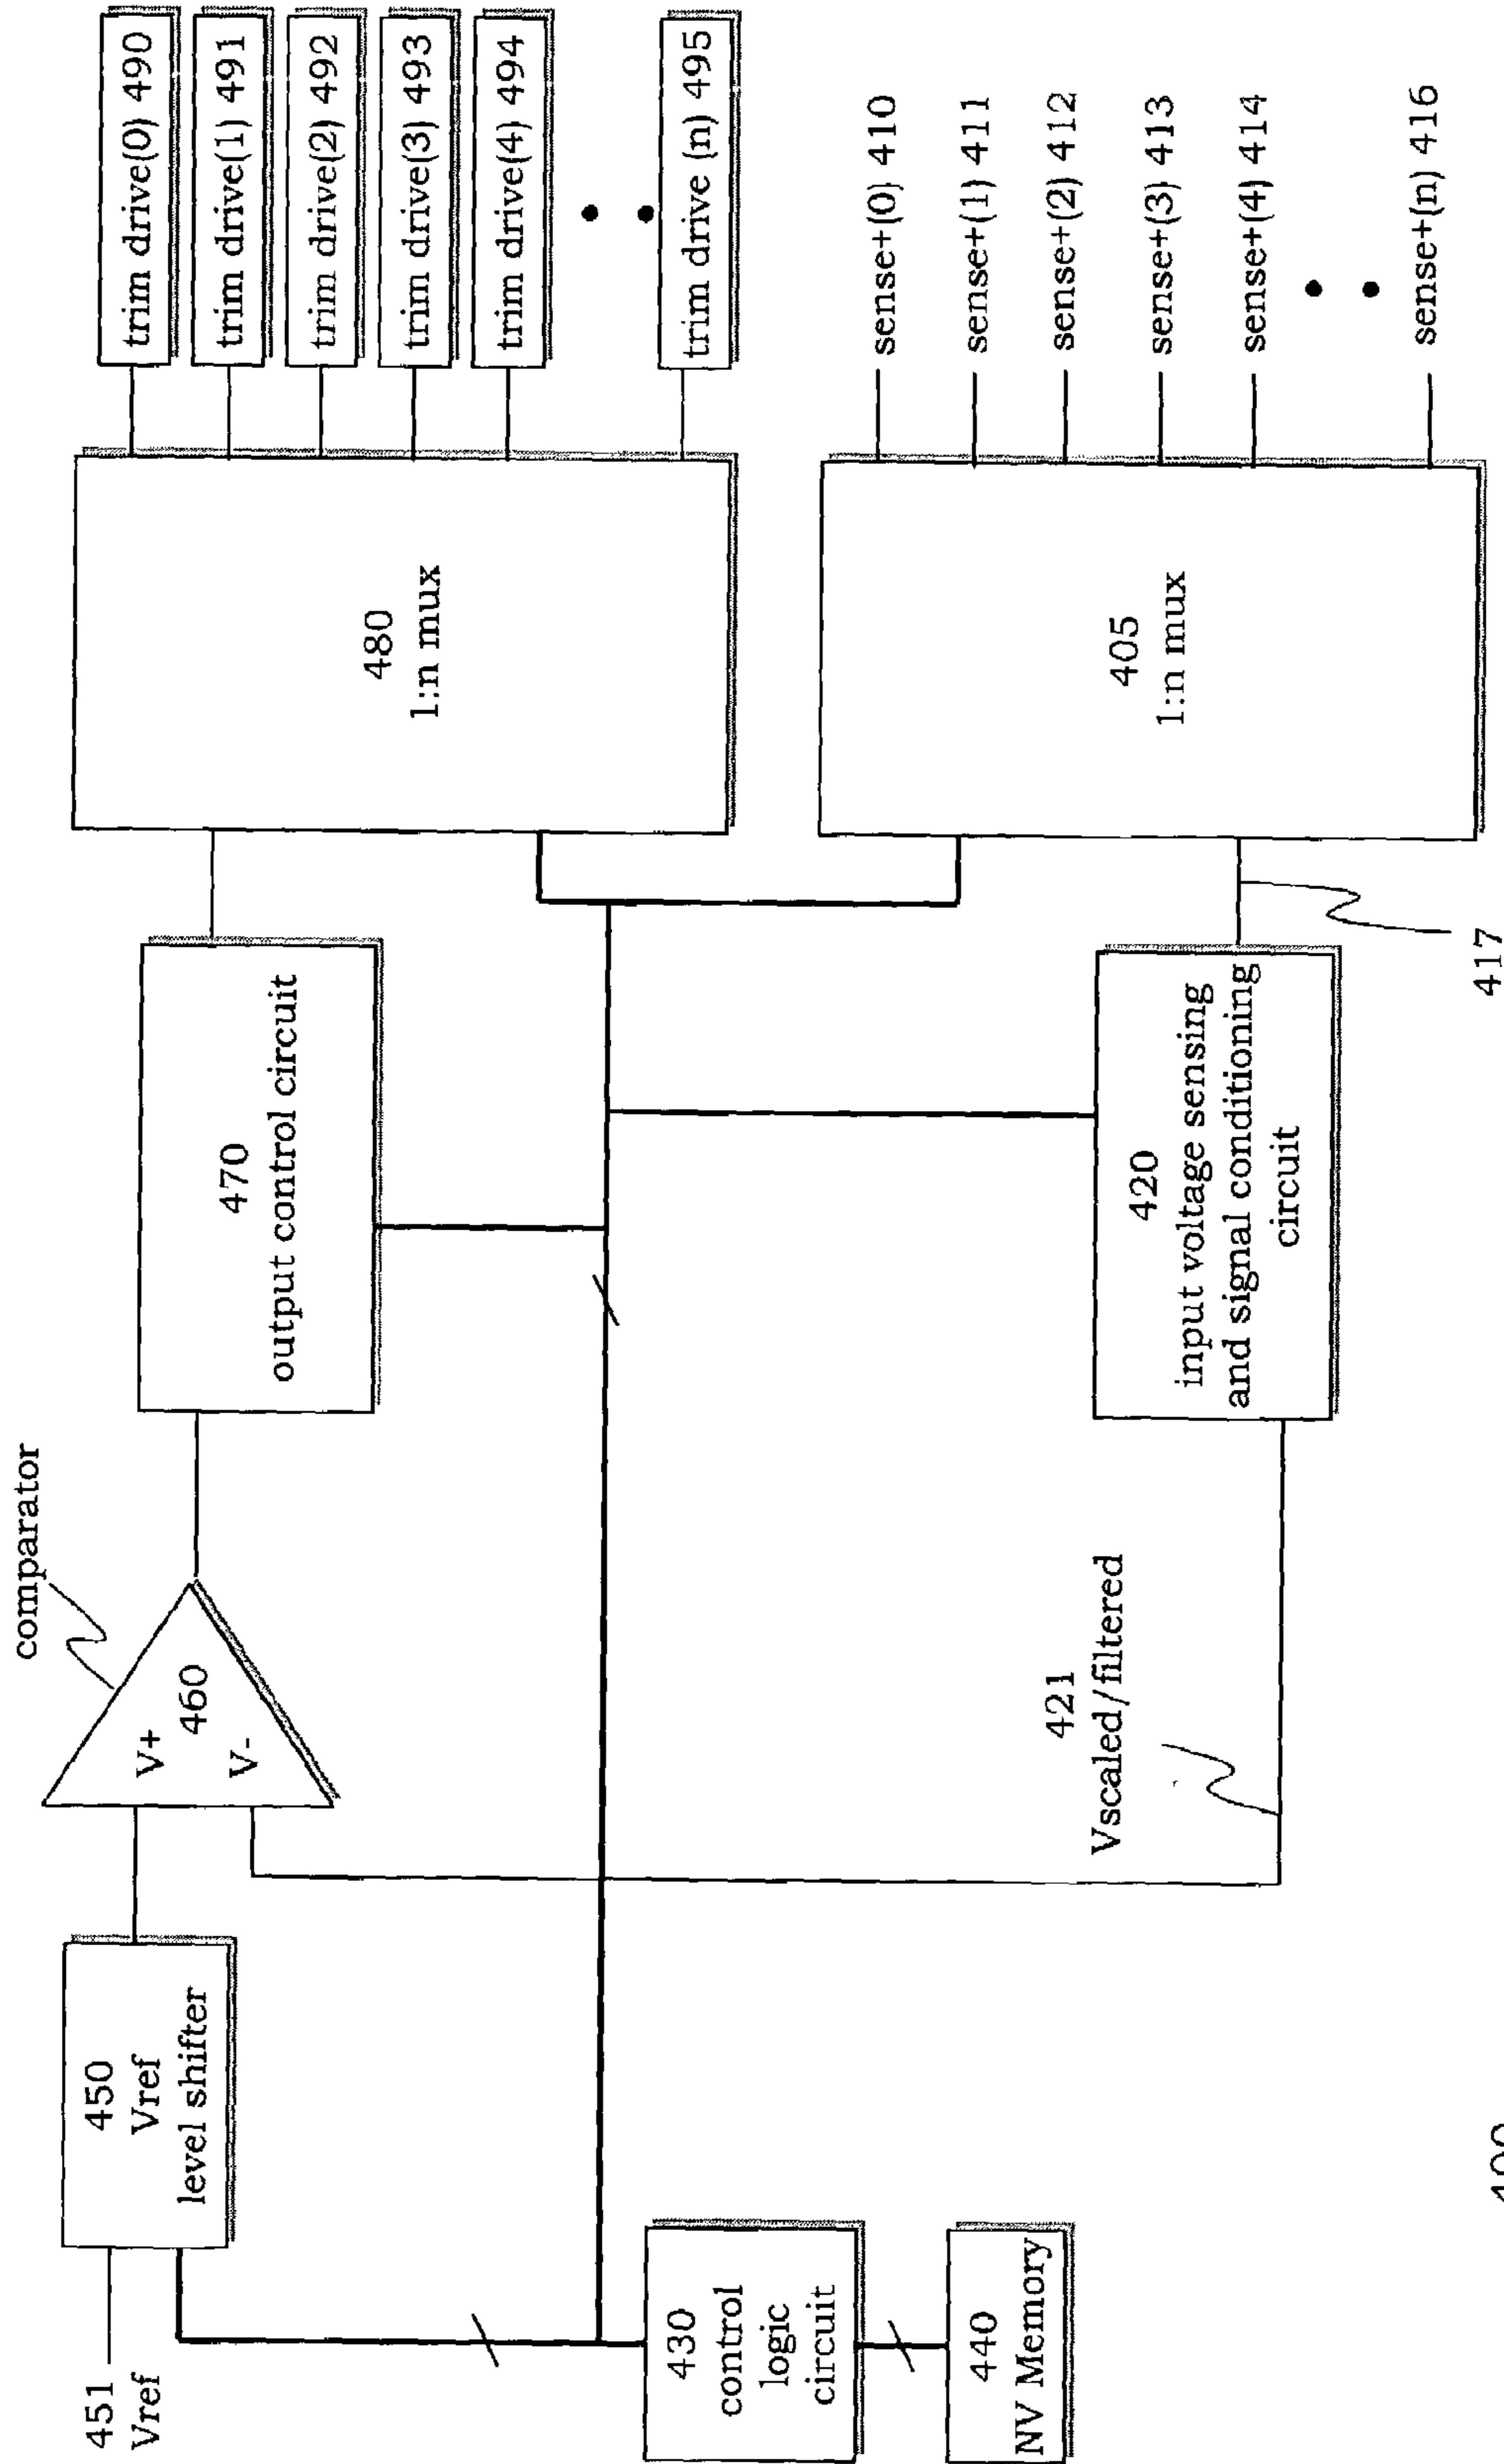 451
Vref
450
Vref
level shifter
comparator
V+
460
V-
470
output control circuit
480
1:n mux
trim drive(0) 490
trim drive(1) 491
trim drive(2) 492
trim drive(3) 493
trim drive(4) 494
trim drive (n) 495
430
control
logic
circuit
440
NV Memory
421
Vscaled/filtered
420
input voltage sensing
and signal conditioning
circuit
417
405
1:n mux
sense+(0) 410
sense+(1) 411
sense+(2) 412
sense+(3) 413
sense+(4) 414
sense+(n) 416